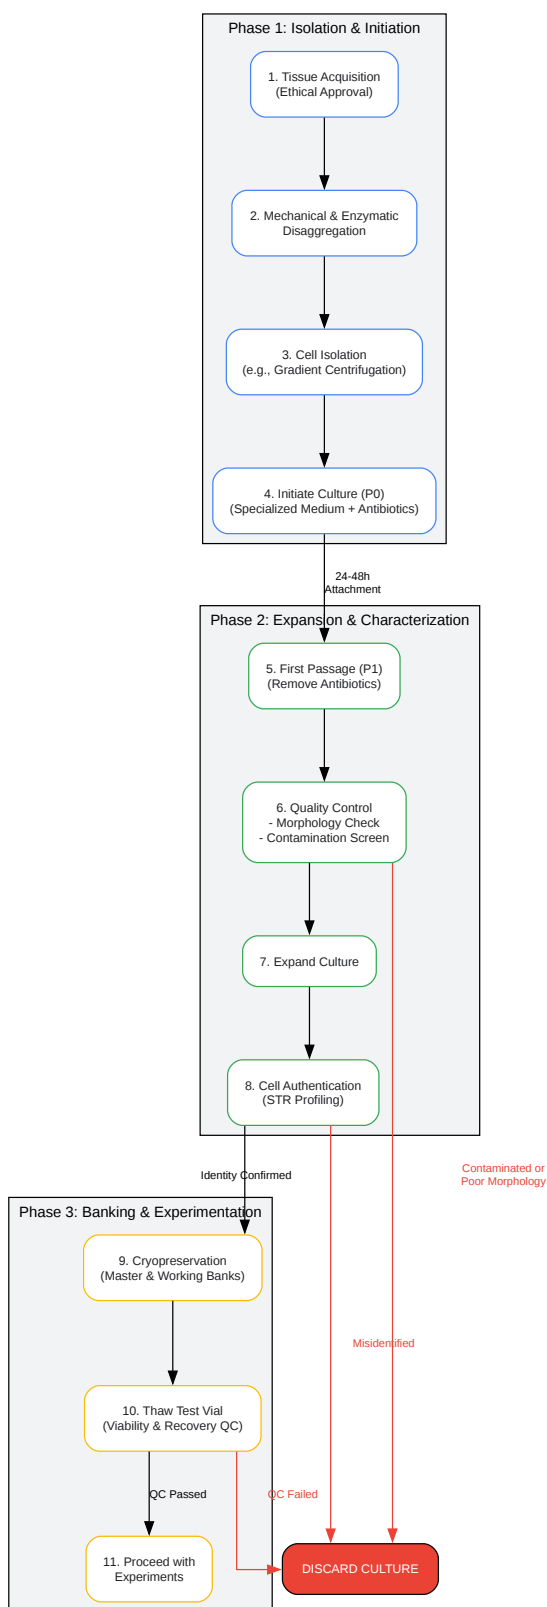 Phase 1: Isolation & Initiation
1. Tissue Acquisition
(Ethical Approval)
2. Mechanical & Enzymatic
Disaggregation
3. Cell Isolation
(e.g., Gradient Centrifugation)
4. Initiate Culture (P0)
(Specialized Medium + Antibiotics)
24-48h
Attachment
Phase 2: Expansion & Characterization
5. First Passage (P1)
(Remove Antibiotics)
6. Quality Control
- Morphology Check
- Contamination Screen
7. Expand Culture
8. Cell Authentication
(STR Profiling)
Identity Confirmed
Contaminated or
Poor Morphology
Phase 3: Banking & Experimentation
9. Cryopreservation
(Master & Working Banks)
Misidentified
10. Thaw Test Vial
(Viability & Recovery QC)
QC Passed
QC Failed
11. Proceed with
Experiments
DISCARD CULTURE